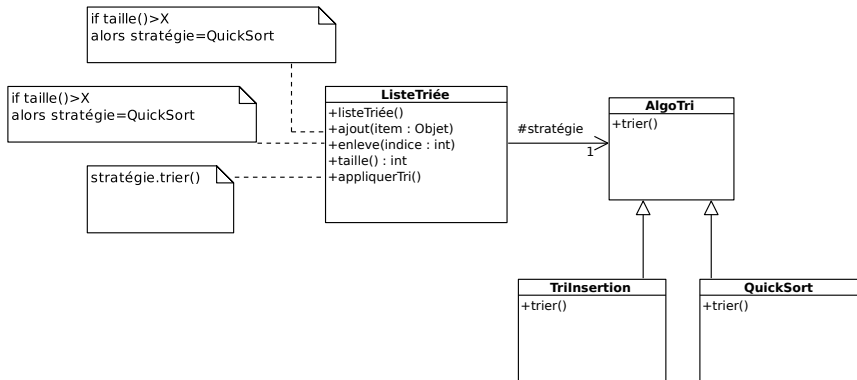 if taille()>X
alors stratégie=QuickSort
if taille()>X
alors stratégie=QuickSort
stratégie.trier()
ListeTriée
+listeTriée()
+ajout(item : Objet)
+enleve(indice : int)
+taille() : int
+appliquerTri()
#stratégie
1
AlgoTri
+trier()
TriInsertion
+trier()
QuickSort
+trier()